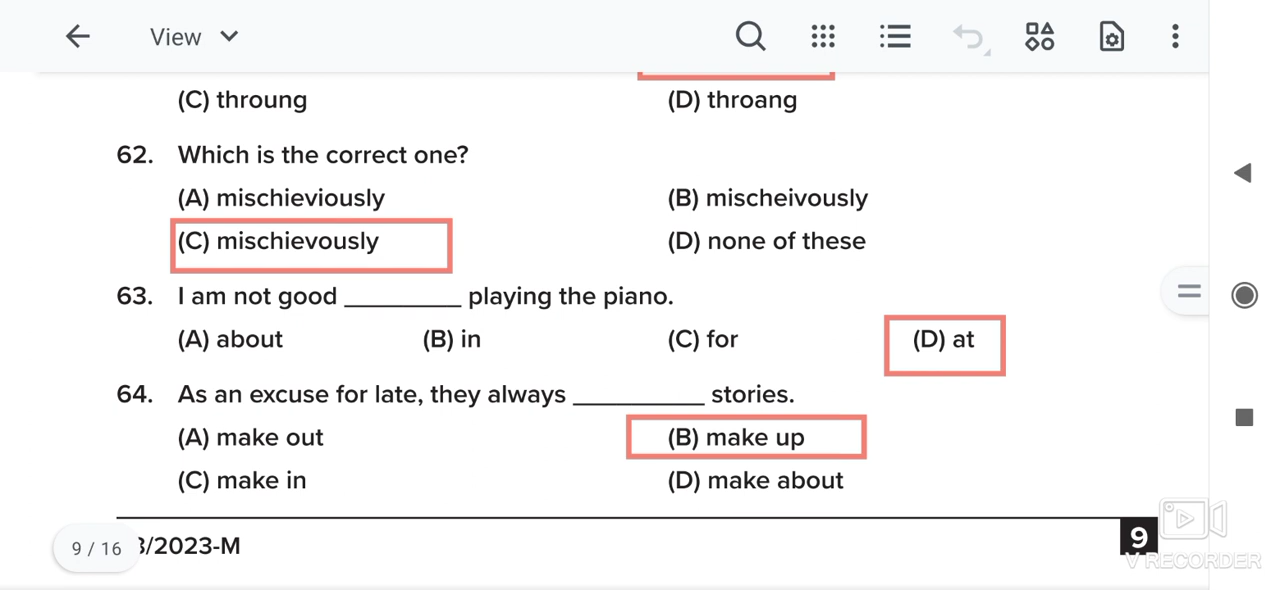 View
(C) throung (D) throang
62. Which is the correct one?
(A) mischieviously (B) mischeivously
(C) mischievously (D) none of these
63. I am not good ________ playing the piano.
(A) about (B) in (C) for (D) at
64. As an excuse for late, they always _________ stories.
(A) make out (B) make up
(C) make in (D) make about
9 / 16 3/2023-M 9
V RECORDER